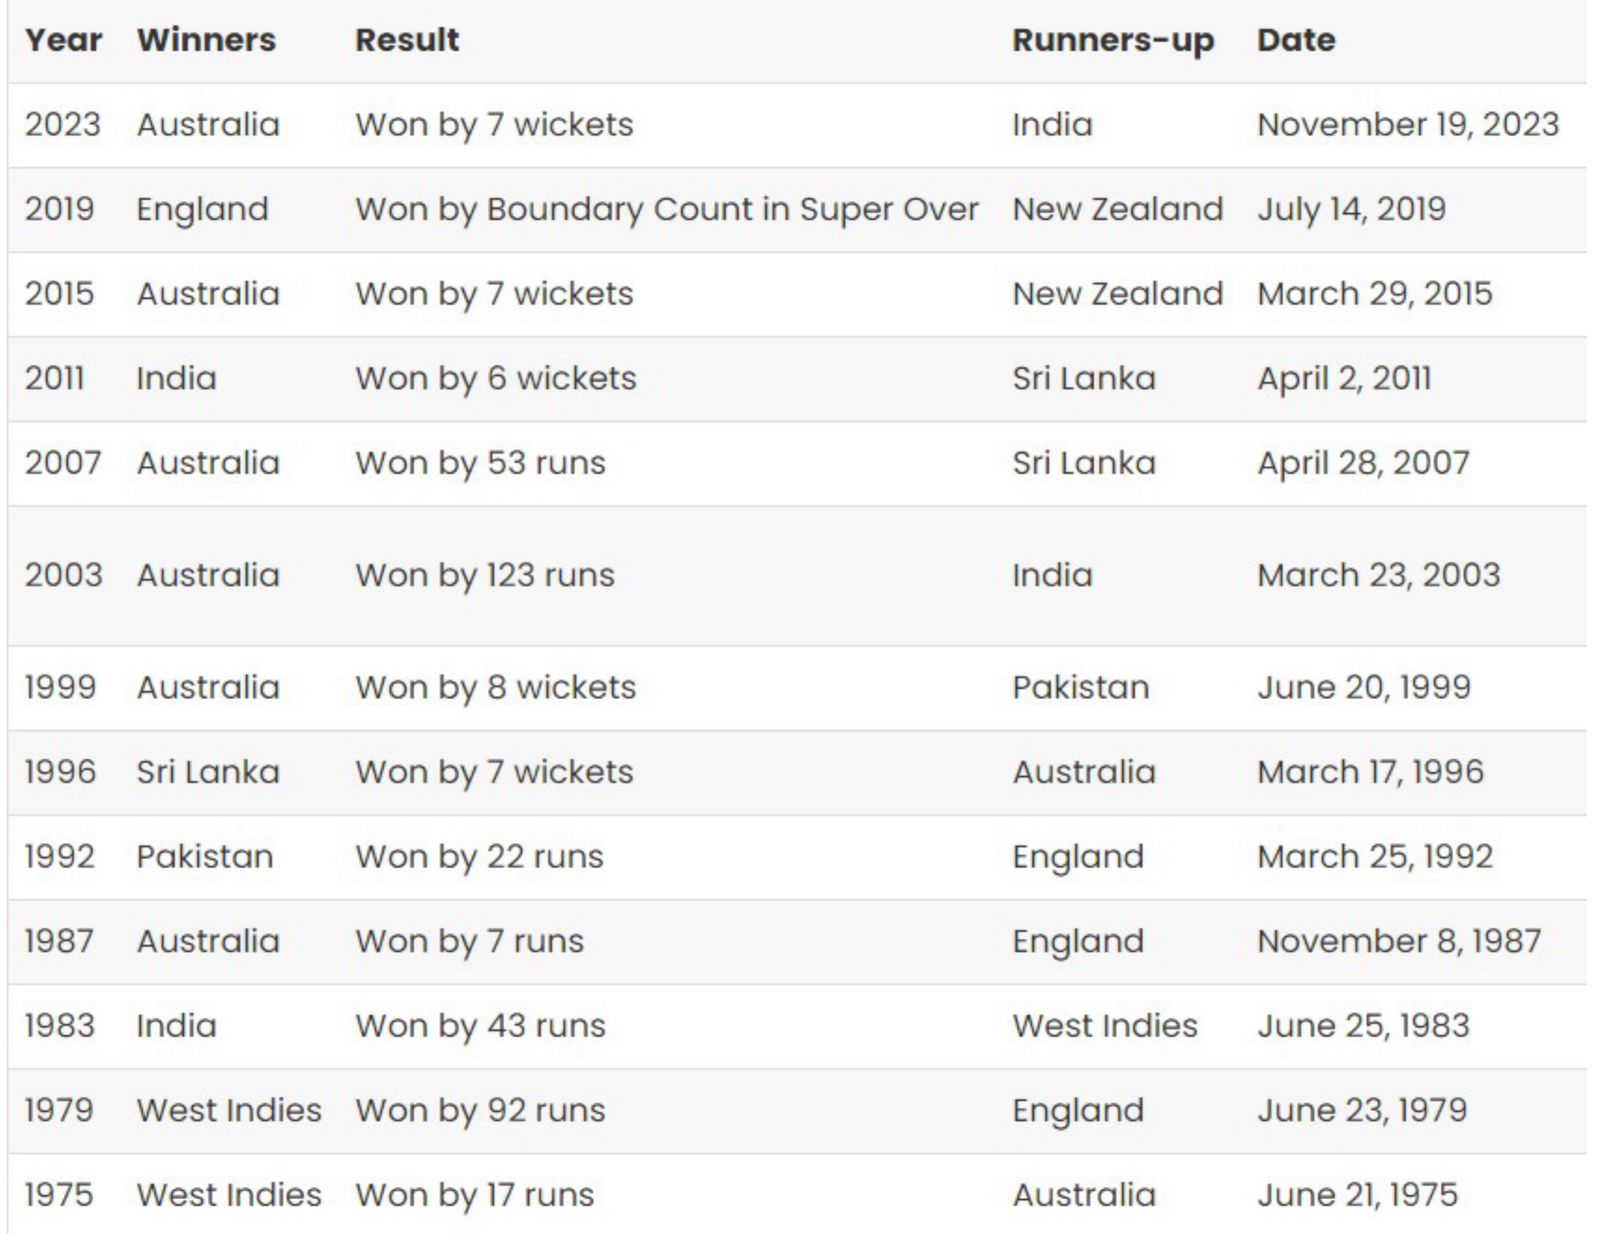 Year Winners Result Runners-up Date
2023 Australia Won by 7 wickets India November 19, 2023
2019 England Won by Boundary Count in Super Over New Zealand July 14, 2019
2015 Australia Won by 7 wickets New Zealand March 29, 2015
2011 India Won by 6 wickets Sri Lanka April 2, 2011
2007 Australia Won by 53 runs Sri Lanka April 28, 2007
2003 Australia Won by 123 runs India March 23, 2003
1999 Australia Won by 8 wickets Pakistan June 20, 1999
1996 Sri Lanka Won by 7 wickets Australia March 17, 1996
1992 Pakistan Won by 22 runs England March 25, 1992
1987 Australia Won by 7 runs England November 8, 1987
1983 India Won by 43 runs West Indies June 25, 1983
1979 West Indies Won by 92 runs England June 23, 1979
1975 West Indies Won by 17 runs Australia June 21, 1975